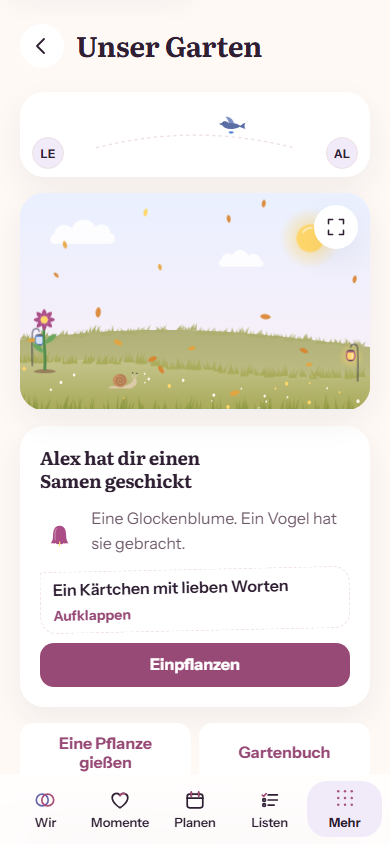 Unser Garten
LE
AL
Alex hat dir einen
Samen geschickt
Eine Glockenblume. Ein Vogel hat
sie gebracht.
Ein Kärtchen mit lieben Worten
Aufklappen
Einpflanzen
Eine Pflanze
gießen
Gartenbuch
Wir
Momente
Planen
Listen
Mehr